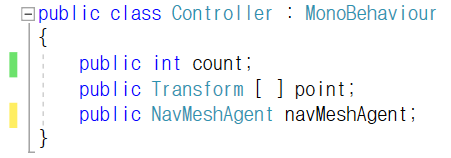 public class Controller : MonoBehaviour
{
public int count;
public Transform [ ] point;
public NavMeshAgent navMeshAgent;
}